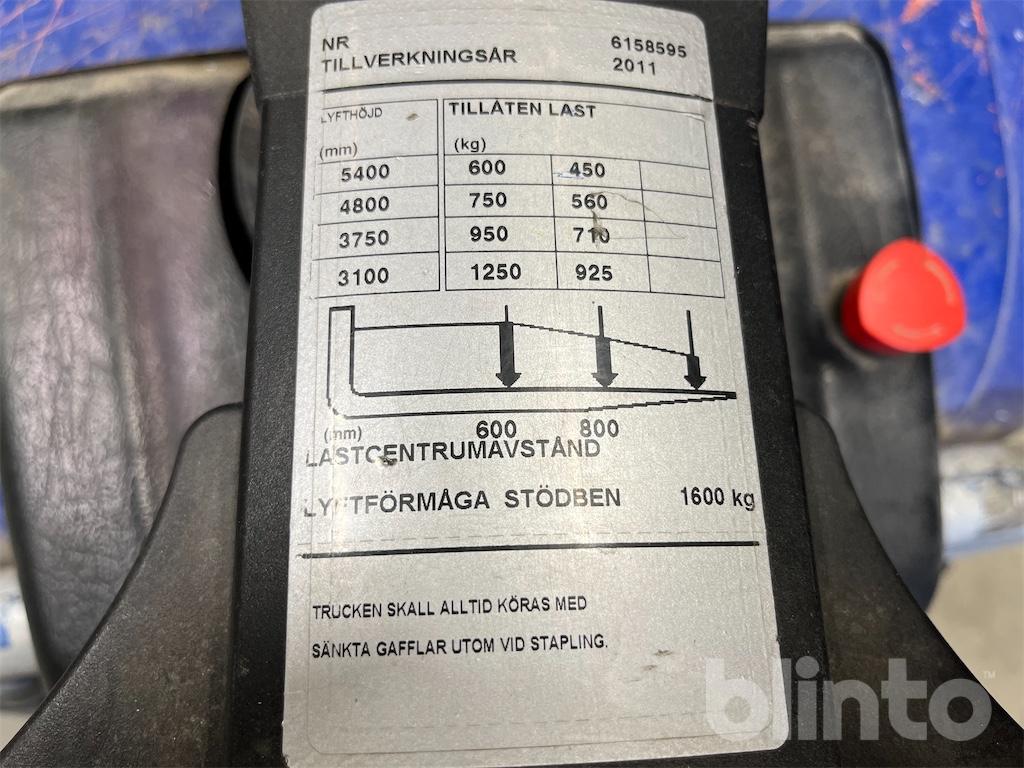 NR 6158595
TILLVERKNINGSÅR 2011
LYFTHÖJD TILLÅTEN LAST
(mm) (kg)
5400 600 450
4800 750 560
3750 950 710
3100 1250 925
(mm) 600 800
LASTCENTRUMAVSTÅND
LYFTFÖRMÅGA STÖDBEN 1600 kg
TRUCKEN SKALL ALLTID KÖRAS MED
SÄNKTA GAFFLAR UTOM VID STAPLING.
blinto™